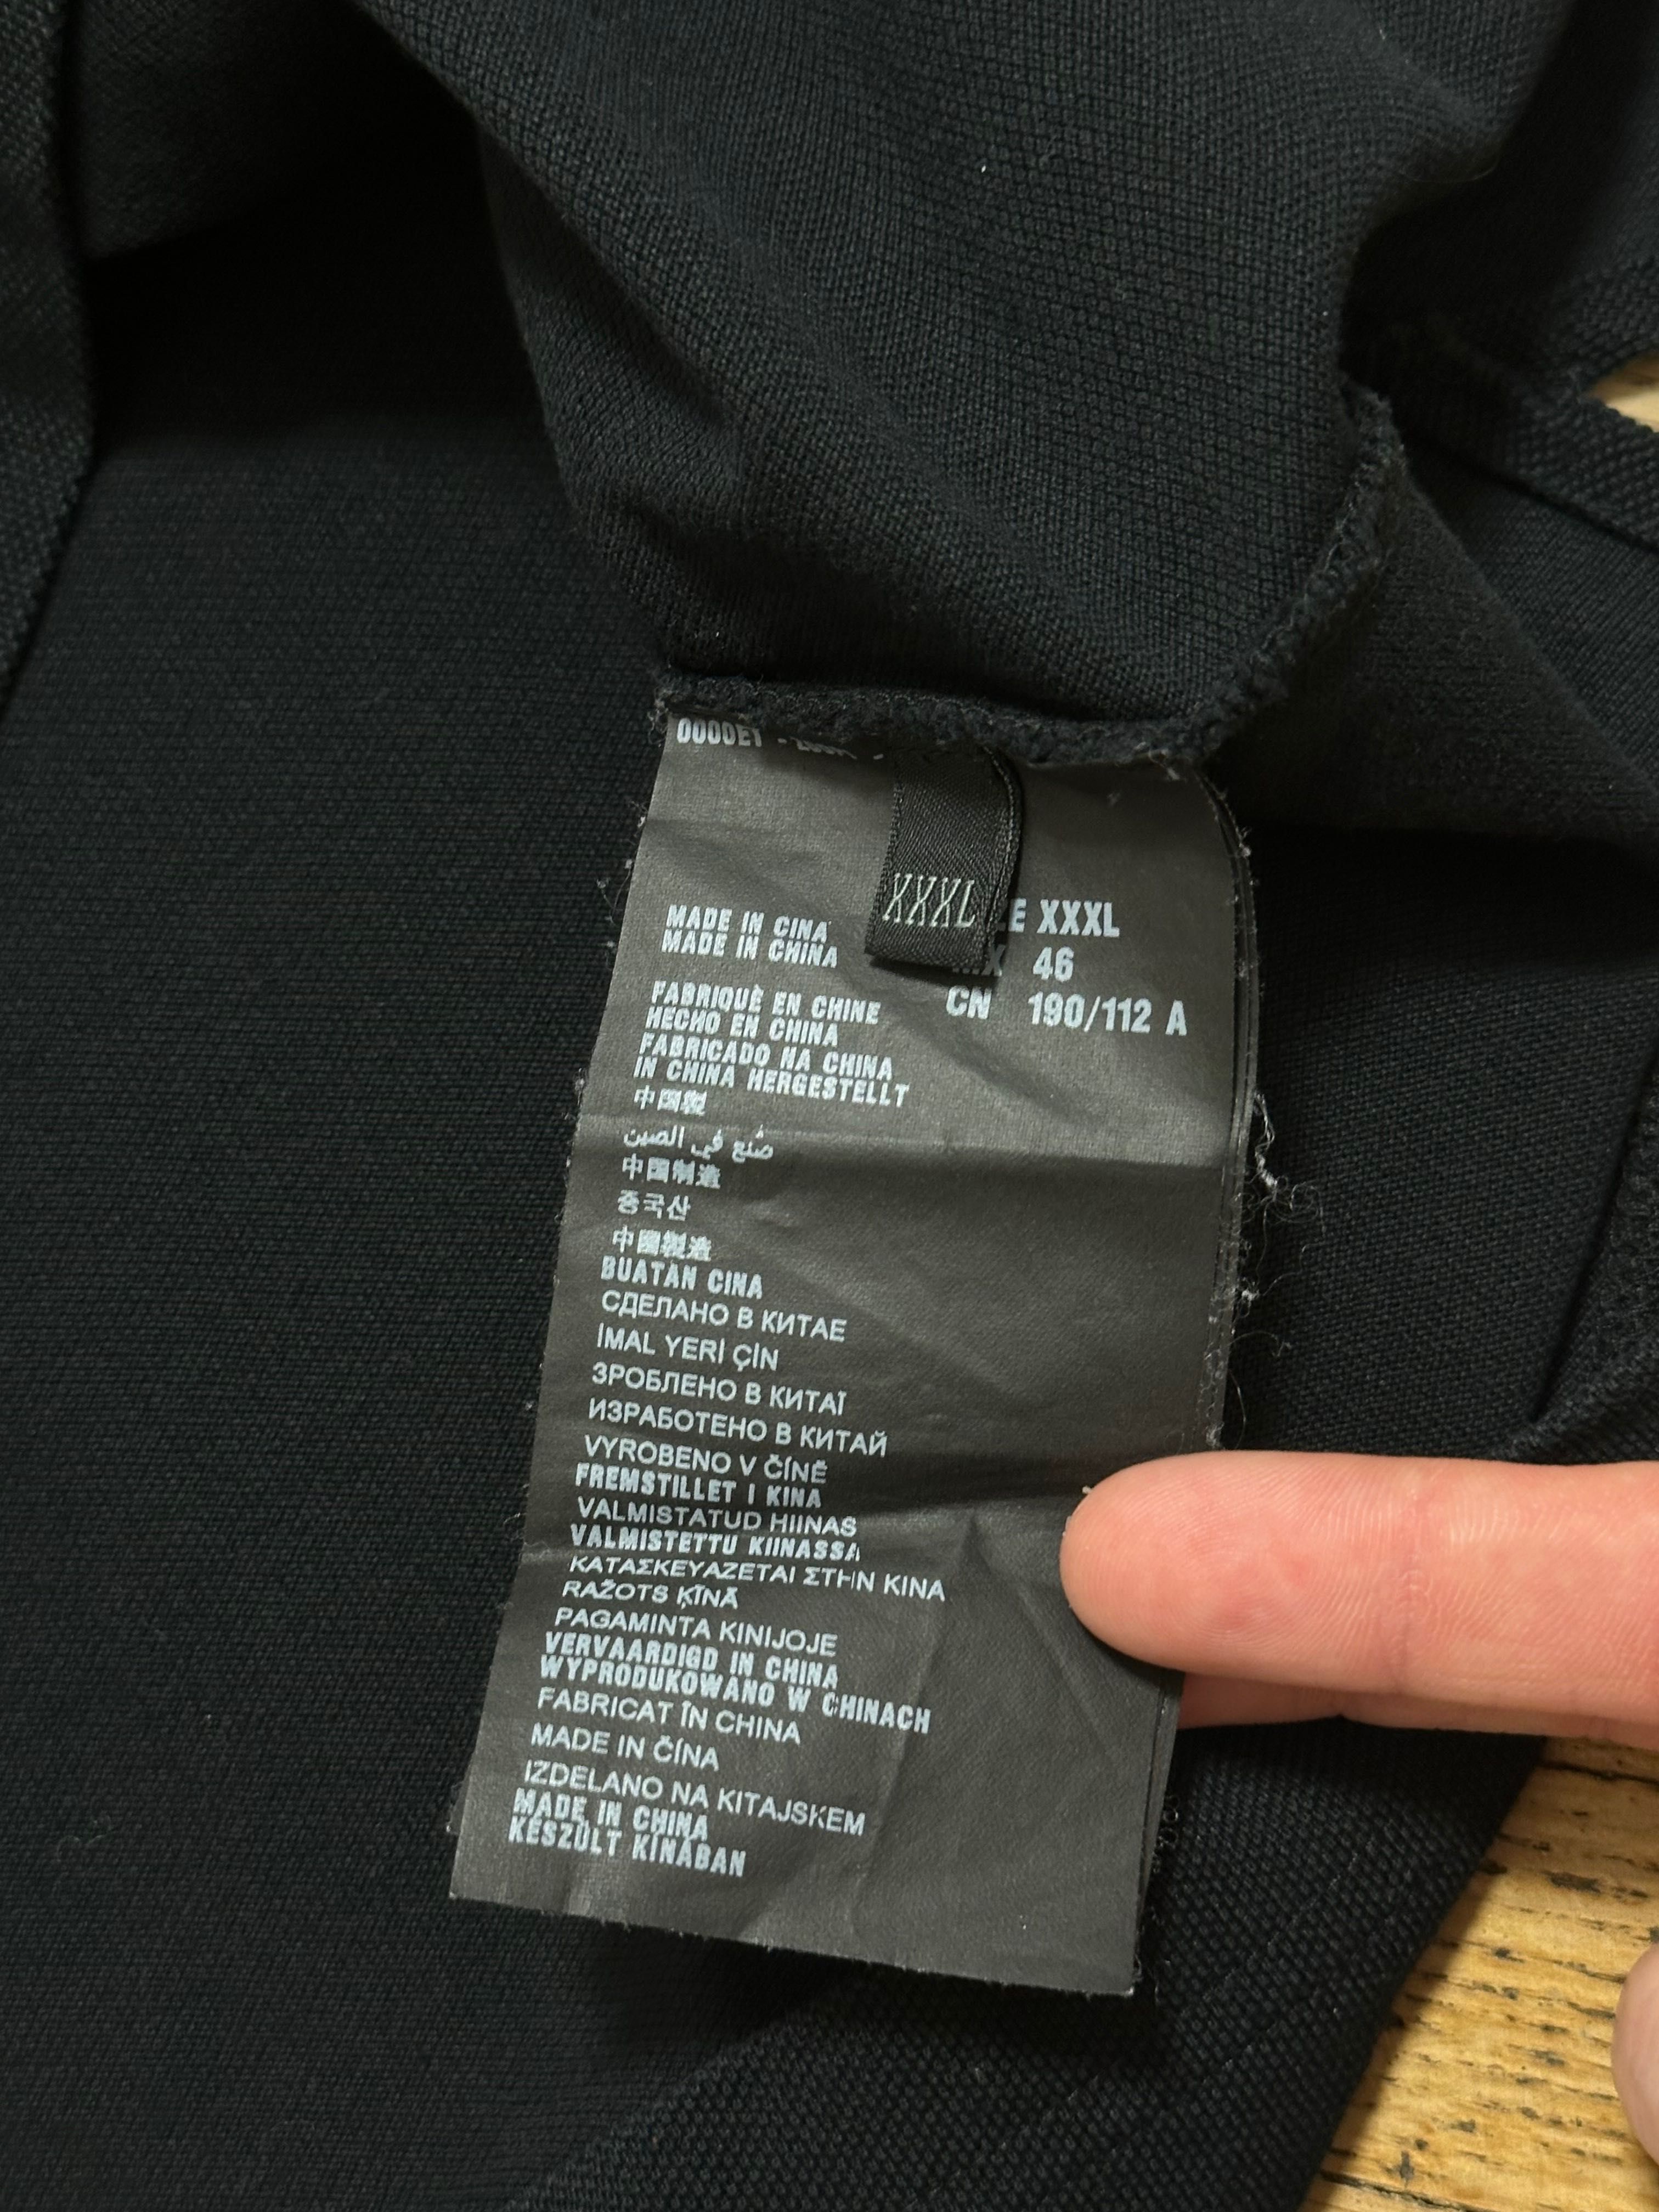 0000ET
XXXL
E XXXL
46
CN 190/112 A
MADE IN CINA
MADE IN CHINA
FABRIQUÈ EN CHINE
HECHO EN CHINA
FABRICADO NA CHINA
IN CHINA HERGESTELLT
中国製
صُنع في الصين
中国制造
중국산
中國製造
BUATAN CINA
СДЕЛАНО В КИТАЕ
İMAL YERİ ÇİN
ЗРОБЛЕНО В КИТАЇ
ИЗРАБОТЕНО В КИТАЙ
VYROBENO V ČÍNĚ
FREMSTILLET I KINA
VALMISTATUD HIINAS
VALMISTETTU KIINASSA
ΚΑΤΑΣΚΕΥΑΖΕΤΑΙ ΣΤΗΝ ΚΙΝΑ
RAŽOTS ĶĪNĀ
PAGAMINTA KINIJOJE
VERVAARDIGD IN CHINA
WYPRODUKOWANO W CHINACH
FABRICAT ÎN CHINA
MADE IN ČÍNA
IZDELANO NA KITAJSKEM
MADE IN CHINA
KÉSZÜLT KÍNÁBAN